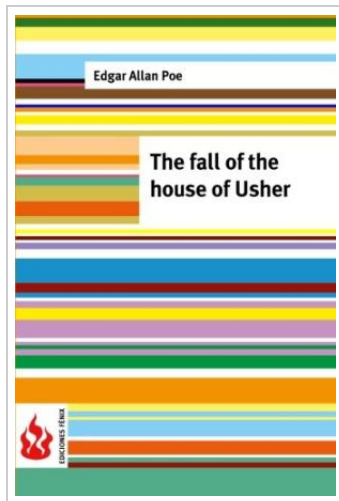 Edgar Allan Poe
The fall of the
house of Usher
EDICIONES FÉNIX